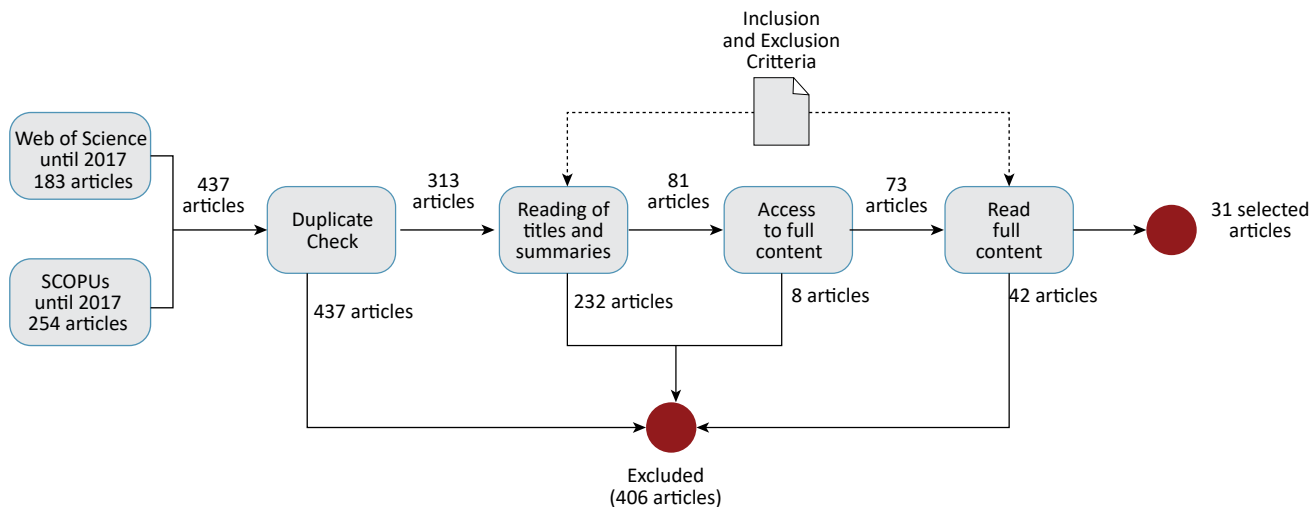 Inclusion
and Exclusion
Critteria
Web of Science
until 2017
183 articles
SCOPUs
until 2017
254 articles
437
articles
Duplicate
Check
313
articles
Reading of
titles and
summaries
81
articles
Access
to full
content
73
articles
Read
full
content
31 selected
articles
437 articles
232 articles
8 articles
42 articles
Excluded
(406 articles)